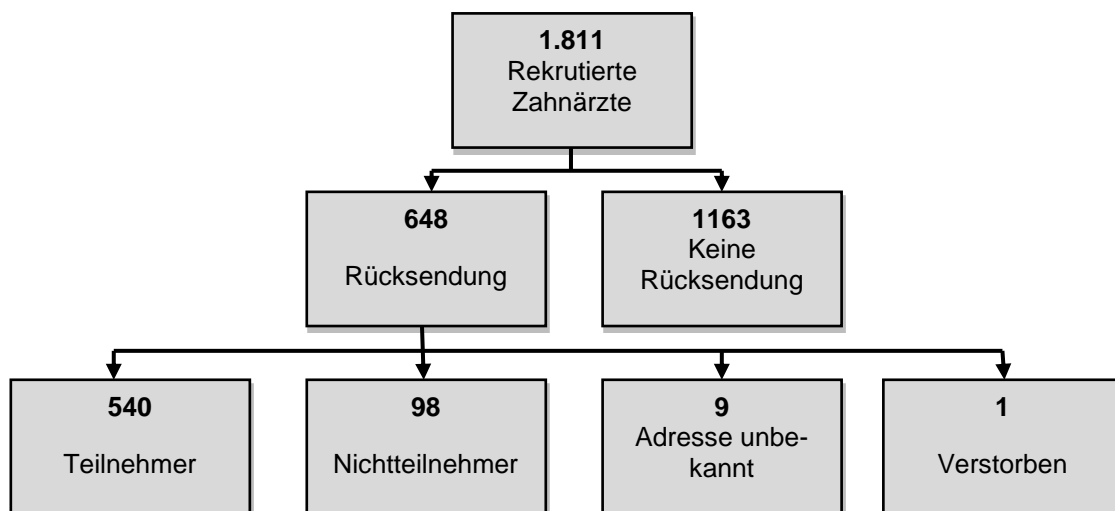 1.811
Rekrutierte
Zahnärzte
648
Rücksendung
1163
Keine
Rücksendung
540
Teilnehmer
98
Nichtteilnehmer
9
Adresse unbe-
kannt
1
Verstorben